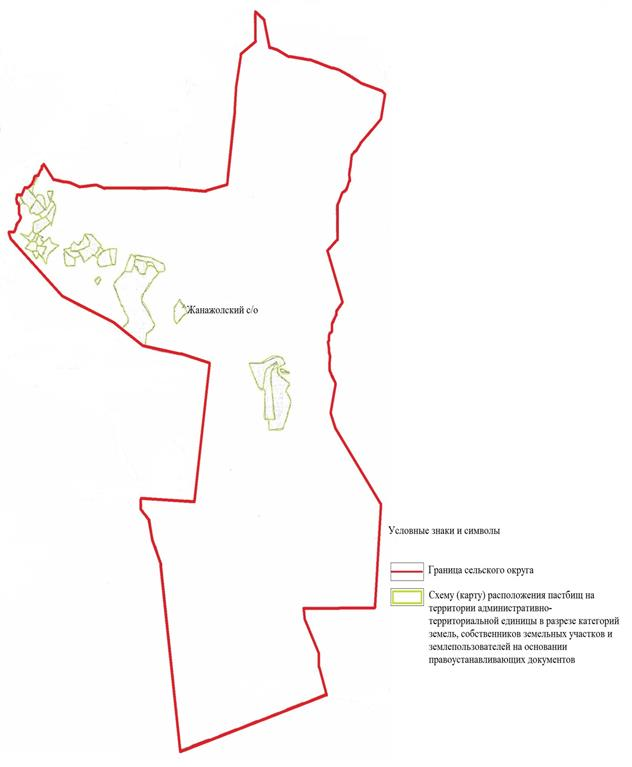 Жанажолский с/о
Условные знаки и символы
Граница сельского округа
Схему (карту) расположения пастбищ на
территории административно-
территориальной единицы в разрезе категорий
земель, собственников земельных участков и
землепользователей на основании
правоустанавливающих документов